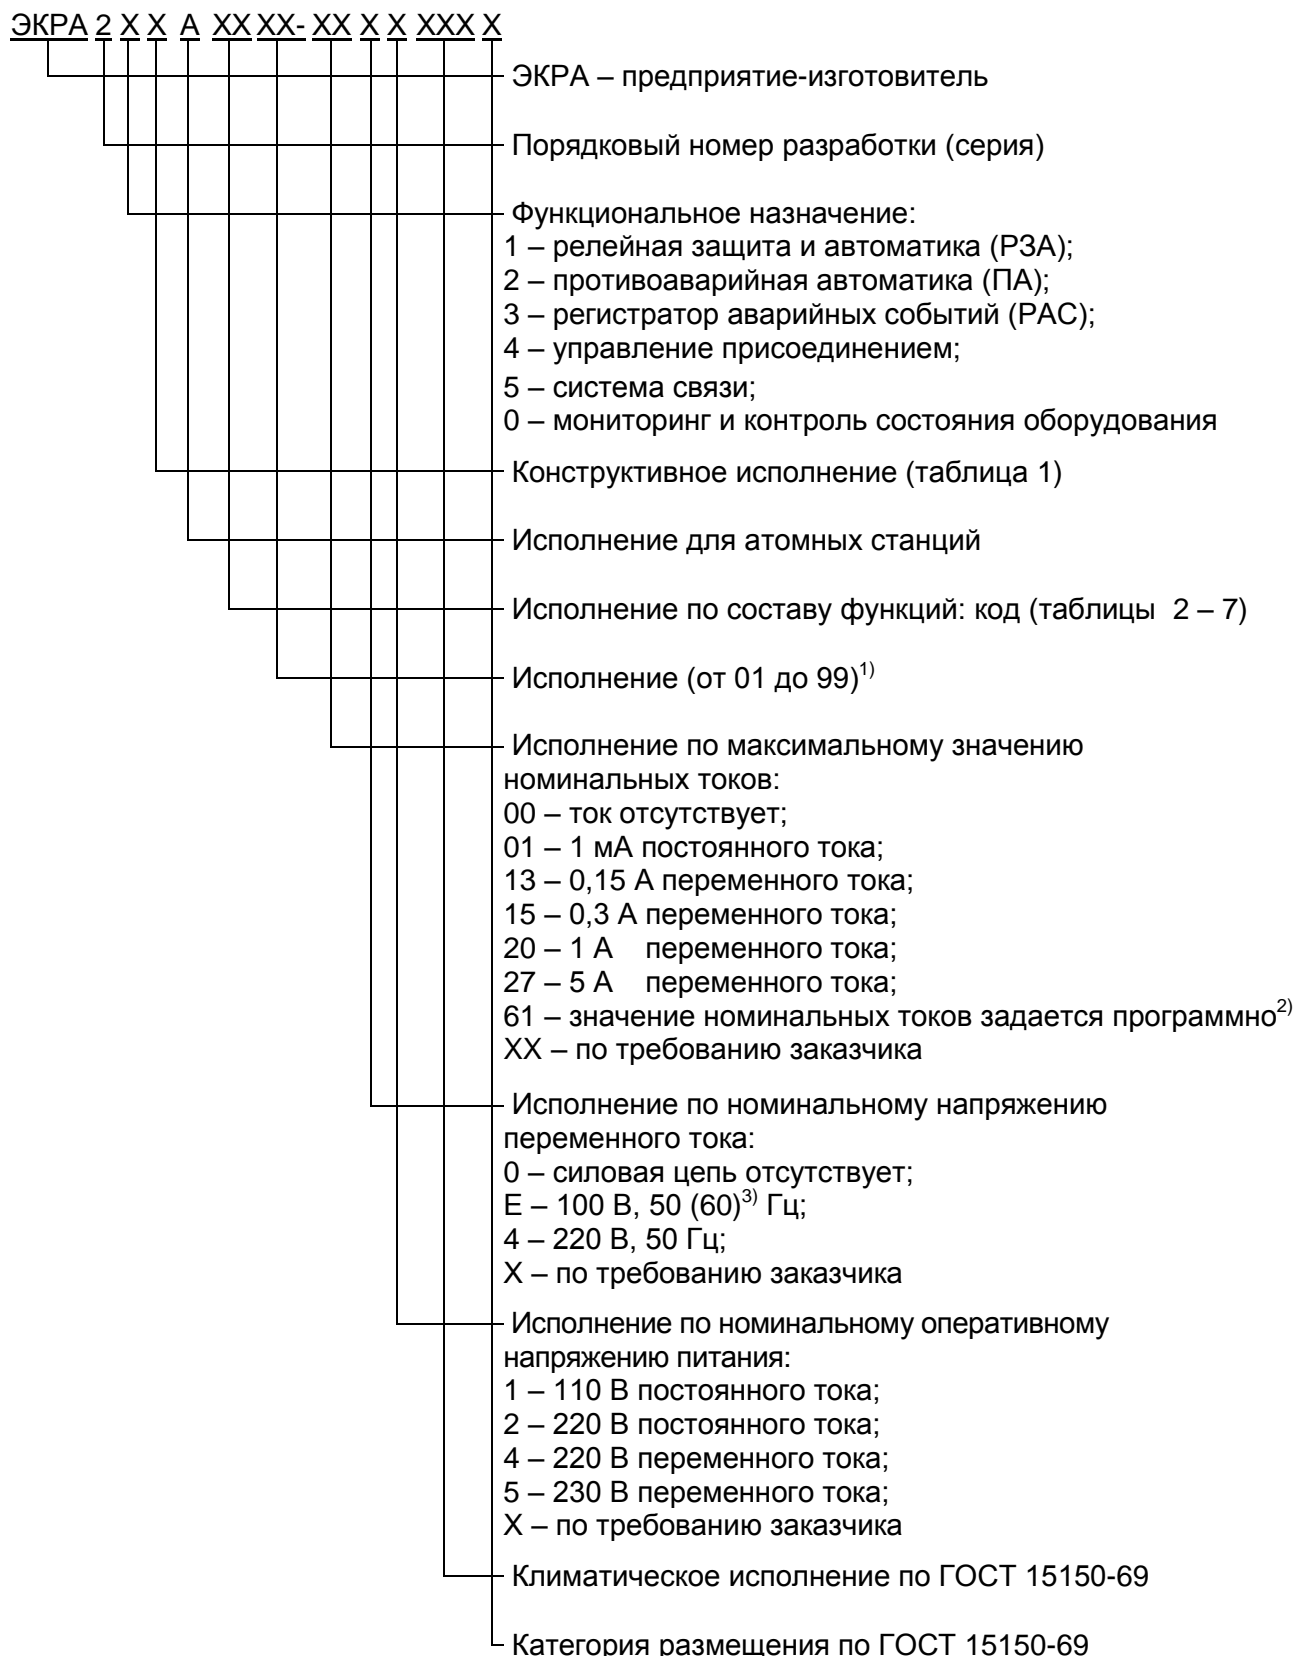 ЭКРА 2 Х Х А ХХ ХХ- ХХ Х Х ХХХ Х
ЭКРА – предприятие-изготовитель
Порядковый номер разработки (серия)
Функциональное назначение:
1 – релейная защита и автоматика (РЗА);
2 – противоаварийная автоматика (ПА);
3 – регистратор аварийных событий (РАС);
4 – управление присоединением;
5 – система связи;
0 – мониторинг и контроль состояния оборудования
Конструктивное исполнение (таблица 1)
Исполнение для атомных станций
Исполнение по составу функций: код (таблицы 2 – 7)
Исполнение (от 01 до 99)1)
Исполнение по максимальному значению
номинальных токов:
00 – ток отсутствует;
01 – 1 мА постоянного тока;
13 – 0,15 А переменного тока;
15 – 0,3 А переменного тока;
20 – 1 А переменного тока;
27 – 5 А переменного тока;
61 – значение номинальных токов задается программно2)
ХХ – по требованию заказчика
Исполнение по номинальному напряжению
переменного тока:
0 – силовая цепь отсутствует;
Е – 100 В, 50 (60)3) Гц;
4 – 220 В, 50 Гц;
Х – по требованию заказчика
Исполнение по номинальному оперативному
напряжению питания:
1 – 110 В постоянного тока;
2 – 220 В постоянного тока;
4 – 220 В переменного тока;
5 – 230 В переменного тока;
Х – по требованию заказчика
Климатическое исполнение по ГОСТ 15150-69
Категория размещения по ГОСТ 15150-69